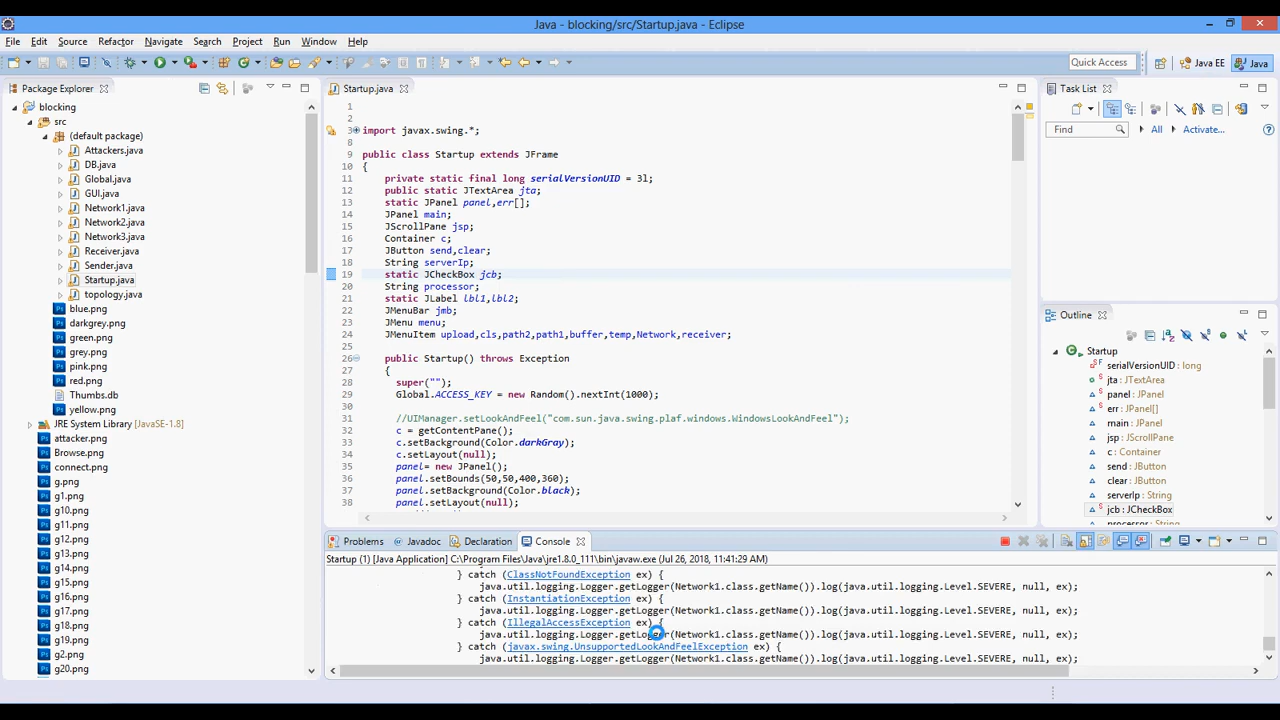 Java - blocking/src/Startup.java - Eclipse
File Edit Source Refactor Navigate Search Project Run Window Help
Quick Access
Java EE
Java
Package Explorer
blocking
src
(default package)
Attackers.java
DB.java
Global.java
GUI.java
Network1.java
Network2.java
Network3.java
Receiver.java
Sender.java
Startup.java
topology.java
blue.png
darkgrey.png
green.png
grey.png
pink.png
red.png
Thumbs.db
yellow.png
JRE System Library [JavaSE-1.8]
attacker.png
Browse.png
connect.png
g.png
g1.png
g10.png
g11.png
g12.png
g13.png
g14.png
g15.png
g16.png
g17.png
g18.png
g19.png
g2.png
g20.png
Startup.java
1
2
3 import javax.swing.*;
8
9 public class Startup extends JFrame
10 {
11 private static final long serialVersionUID = 3l;
12 public static JTextArea jta;
13 static JPanel panel,err[];
14 JPanel main;
15 JScrollPane jsp;
16 Container c;
17 JButton send,clear;
18 String serverIp;
19 static JCheckBox jcb;
20 String processor;
21 static JLabel lbl1,lbl2;
22 JMenuBar jmb;
23 JMenu menu;
24 JMenuItem upload,cls,path2,path1,buffer,temp,Network,receiver;
25
26 public Startup() throws Exception
27 {
28 super("");
29 Global.ACCESS_KEY = new Random().nextInt(1000);
30
31 //UIManager.setLookAndFeel("com.sun.java.swing.plaf.windows.WindowsLookAndFeel");
32 c = getContentPane();
33 c.setBackground(Color.darkGray);
34 c.setLayout(null);
35 panel= new JPanel();
36 panel.setBounds(50,50,400,360);
37 panel.setBackground(Color.black);
38 panel.setLayout(null);
Task List
Find
All
Activate...
Outline
Startup
serialVersionUID : long
jta : JTextArea
panel : JPanel
err : JPanel[]
main : JPanel
jsp : JScrollPane
c : Container
send : JButton
clear : JButton
serverIp : String
jcb : JCheckBox
processor : String
Problems Javadoc Declaration Console
Startup (1) [Java Application] C:\Program Files\Java\jre1.8.0_111\bin\javaw.exe (Jul 26, 2018, 11:41:29 AM)
} catch (ClassNotFoundException ex) {
java.util.logging.Logger.getLogger(Network1.class.getName()).log(java.util.logging.Level.SEVERE, null, ex);
} catch (InstantiationException ex) {
java.util.logging.Logger.getLogger(Network1.class.getName()).log(java.util.logging.Level.SEVERE, null, ex);
} catch (IllegalAccessException ex) {
java.util.logging.Logger.getLogger(Network1.class.getName()).log(java.util.logging.Level.SEVERE, null, ex);
} catch (javax.swing.UnsupportedLookAndFeelException ex) {
java.util.logging.Logger.getLogger(Network1.class.getName()).log(java.util.logging.Level.SEVERE, null, ex);